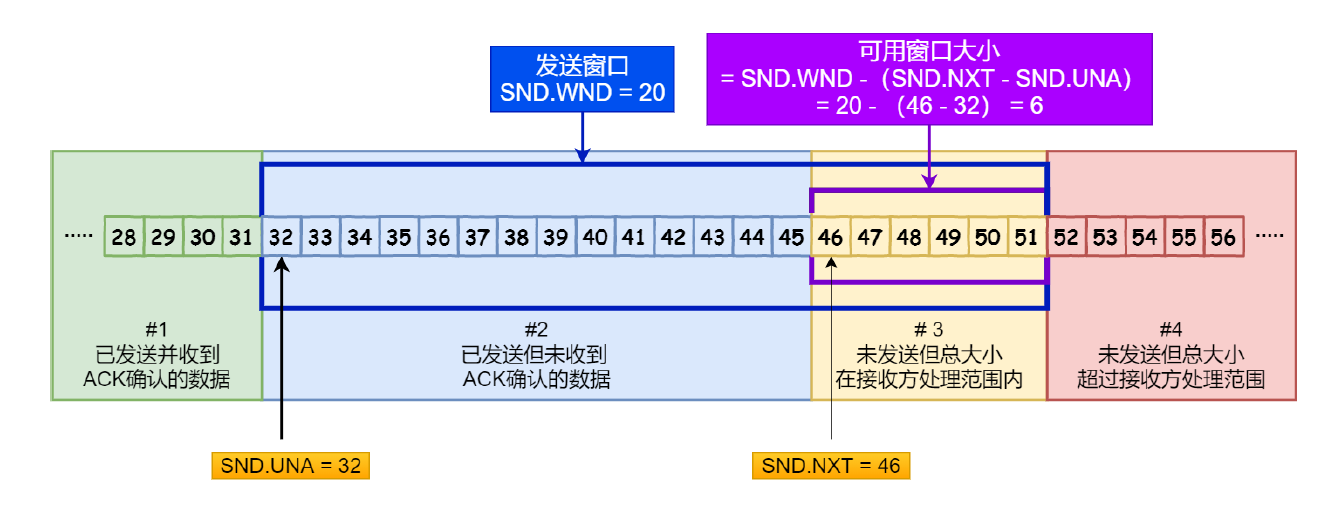 发送窗口
SND.WND = 20
可用窗口大小
= SND.WND - （SND.NXT - SND.UNA）
= 20 - （46 - 32） = 6
..... 28 29 30 31 32 33 34 35 36 37 38 39 40 41 42 43 44 45 46 47 48 49 50 51 52 53 54 55 56 .....
#1
已发送并收到
ACK确认的数据
#2
已发送但未收到
ACK确认的数据
# 3
未发送但总大小
在接收方处理范围内
#4
未发送但总大小
超过接收方处理范围
SND.UNA = 32
SND.NXT = 46